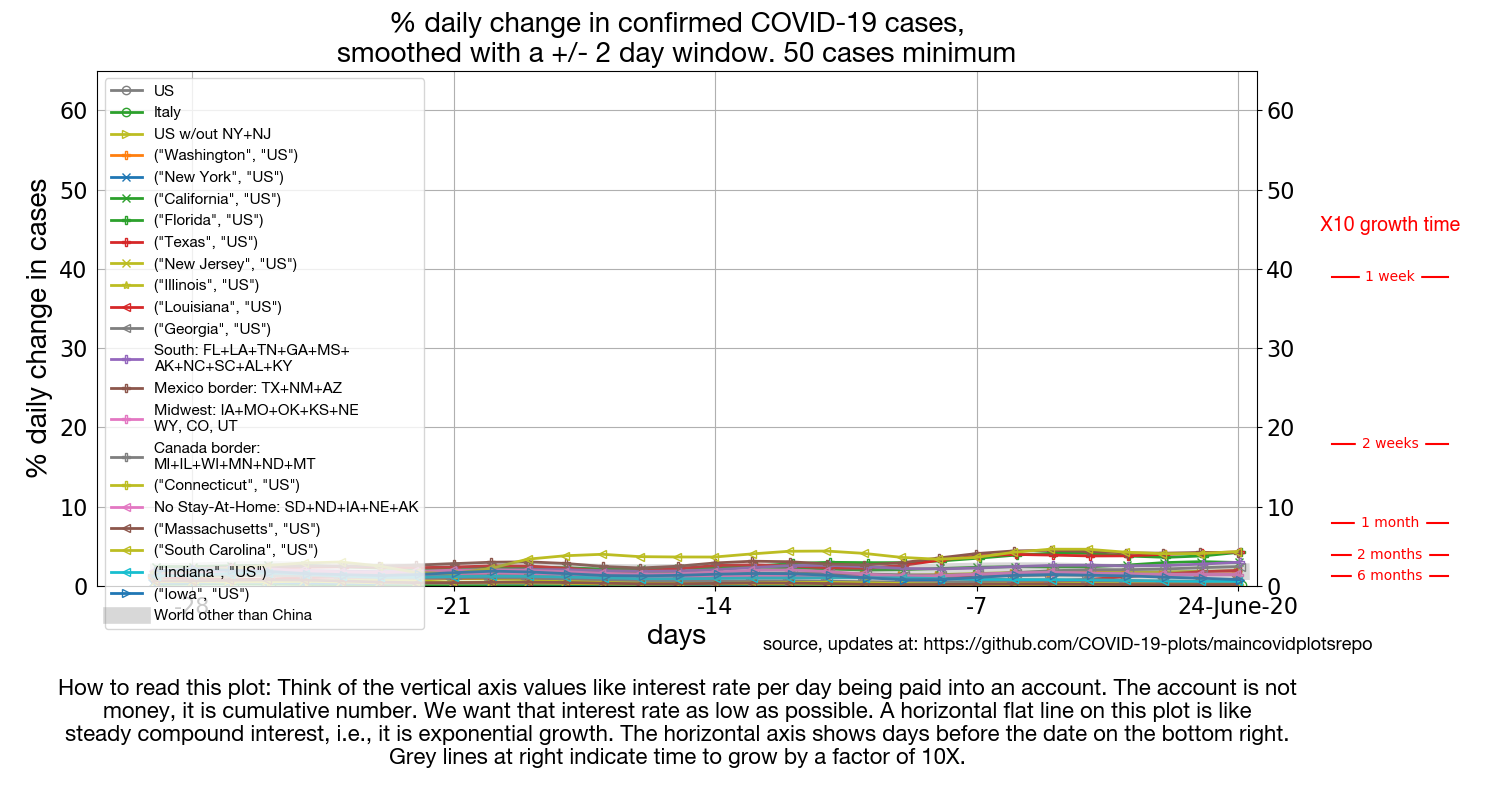 % daily change in confirmed COVID-19 cases,
smoothed with a +/- 2 day window. 50 cases minimum
% daily change in cases
60
50
40
30
20
10
0
US
Italy
US w/out NY+NJ
("Washington", "US")
("New York", "US")
("California", "US")
("Florida", "US")
("Texas", "US")
("New Jersey", "US")
("Illinois", "US")
("Louisiana", "US")
("Georgia", "US")
South: FL+LA+TN+GA+MS+
AK+NC+SC+AL+KY
Mexico border: TX+NM+AZ
Midwest: IA+MO+OK+KS+NE
WY, CO, UT
Canada border:
MI+IL+WI+MN+ND+MT
("Connecticut", "US")
No Stay-At-Home: SD+ND+IA+NE+AK
("Massachusetts", "US")
("South Carolina", "US")
("Indiana", "US")
("Iowa", "US")
World other than China
60
50
40
30
20
10
0
X10 growth time
1 week
2 weeks
1 month
2 months
6 months
-28 -21 -14 -7 24-June-20
days
source, updates at: https://github.com/COVID-19-plots/maincovidplotsrepo
How to read this plot: Think of the vertical axis values like interest rate per day being paid into an account. The account is not
money, it is cumulative number. We want that interest rate as low as possible. A horizontal flat line on this plot is like
steady compound interest, i.e., it is exponential growth. The horizontal axis shows days before the date on the bottom right.
Grey lines at right indicate time to grow by a factor of 10X.